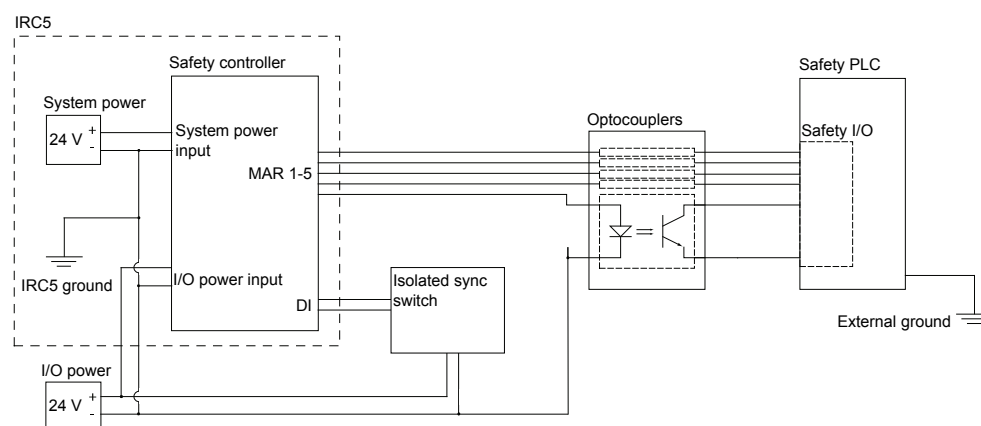 IRC5
Safety controller
Safety PLC
System power
24 V
+
-
System power
input
Optocouplers
Safety I/O
MAR 1-5
IRC5 ground
I/O power input
Isolated sync
switch
DI
External ground
I/O power
24 V
+
-